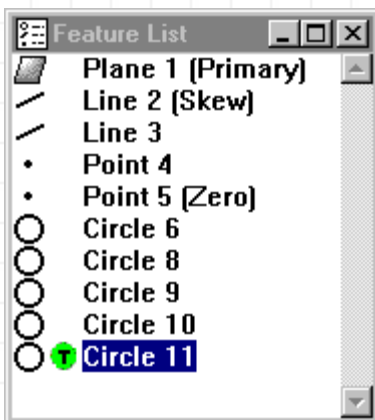 Feature List
Plane 1 (Primary)
Line 2 (Skew)
Line 3
Point 4
Point 5 (Zero)
Circle 6
Circle 8
Circle 9
Circle 10
T Circle 11